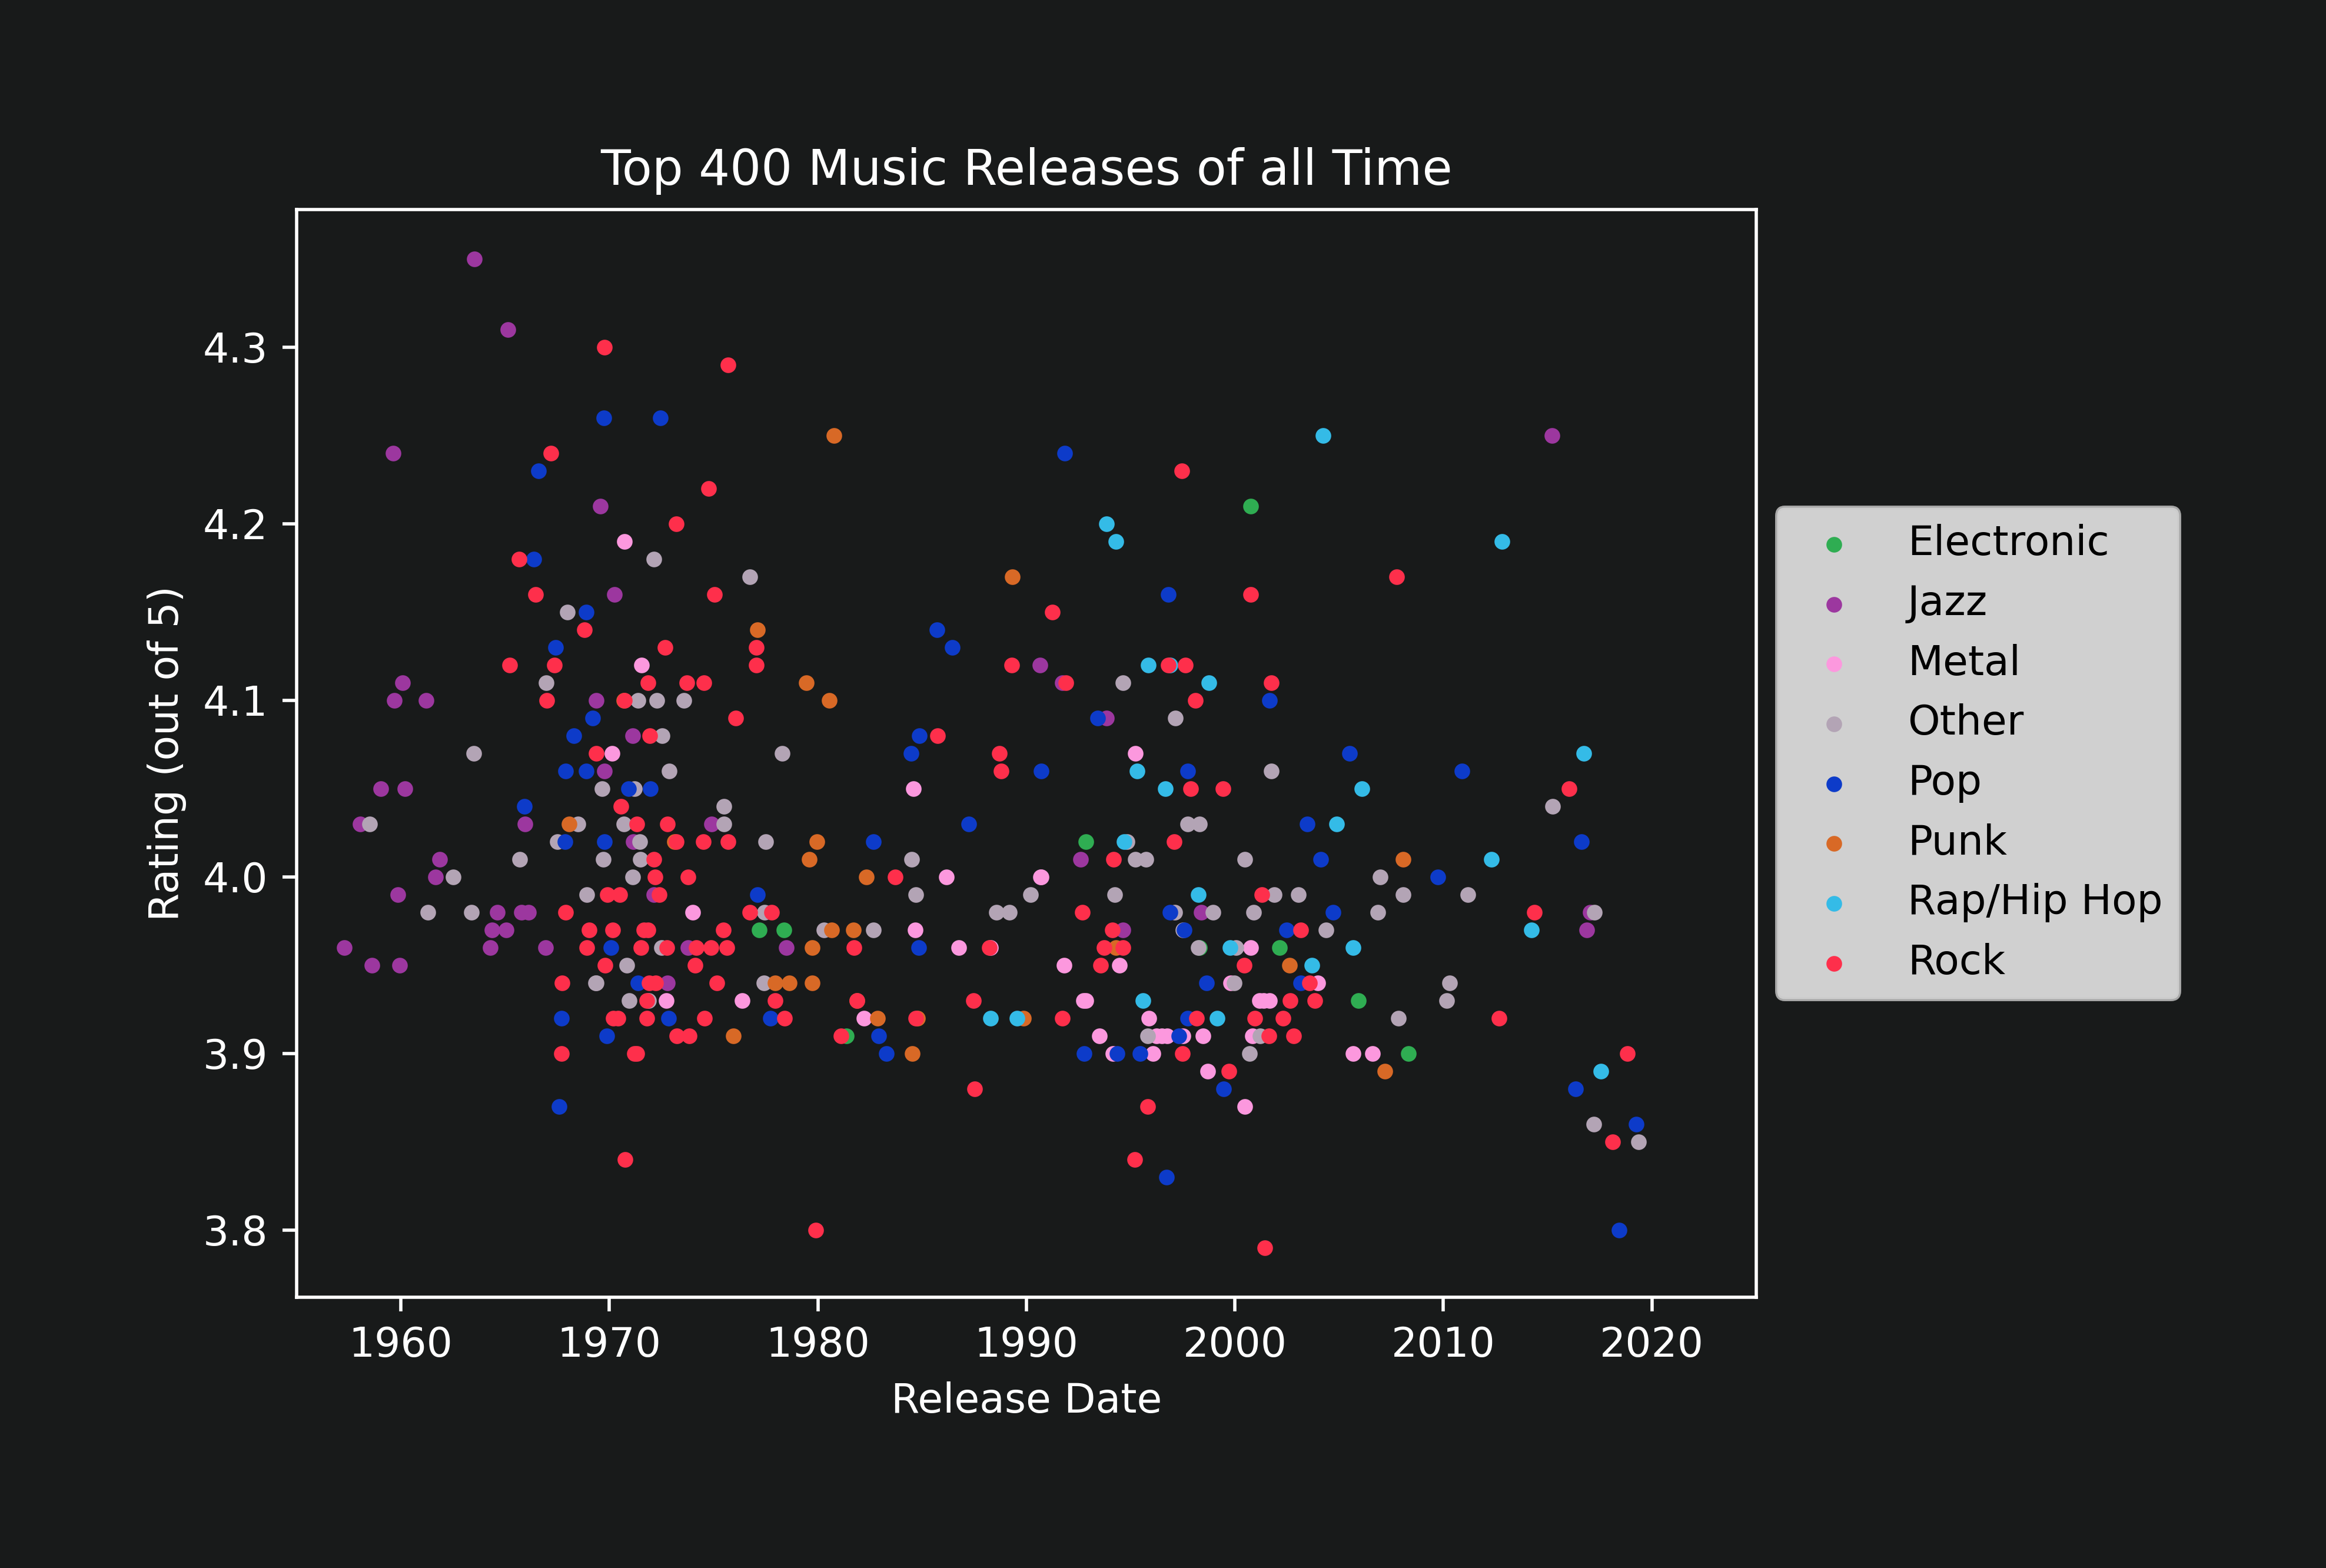 Top 400 Music Releases of all Time
Rating (out of 5)
4.3
4.2
4.1
4.0
3.9
3.8
1960 1970 1980 1990 2000 2010 2020
Release Date
Electronic
Jazz
Metal
Other
Pop
Punk
Rap/Hip Hop
Rock